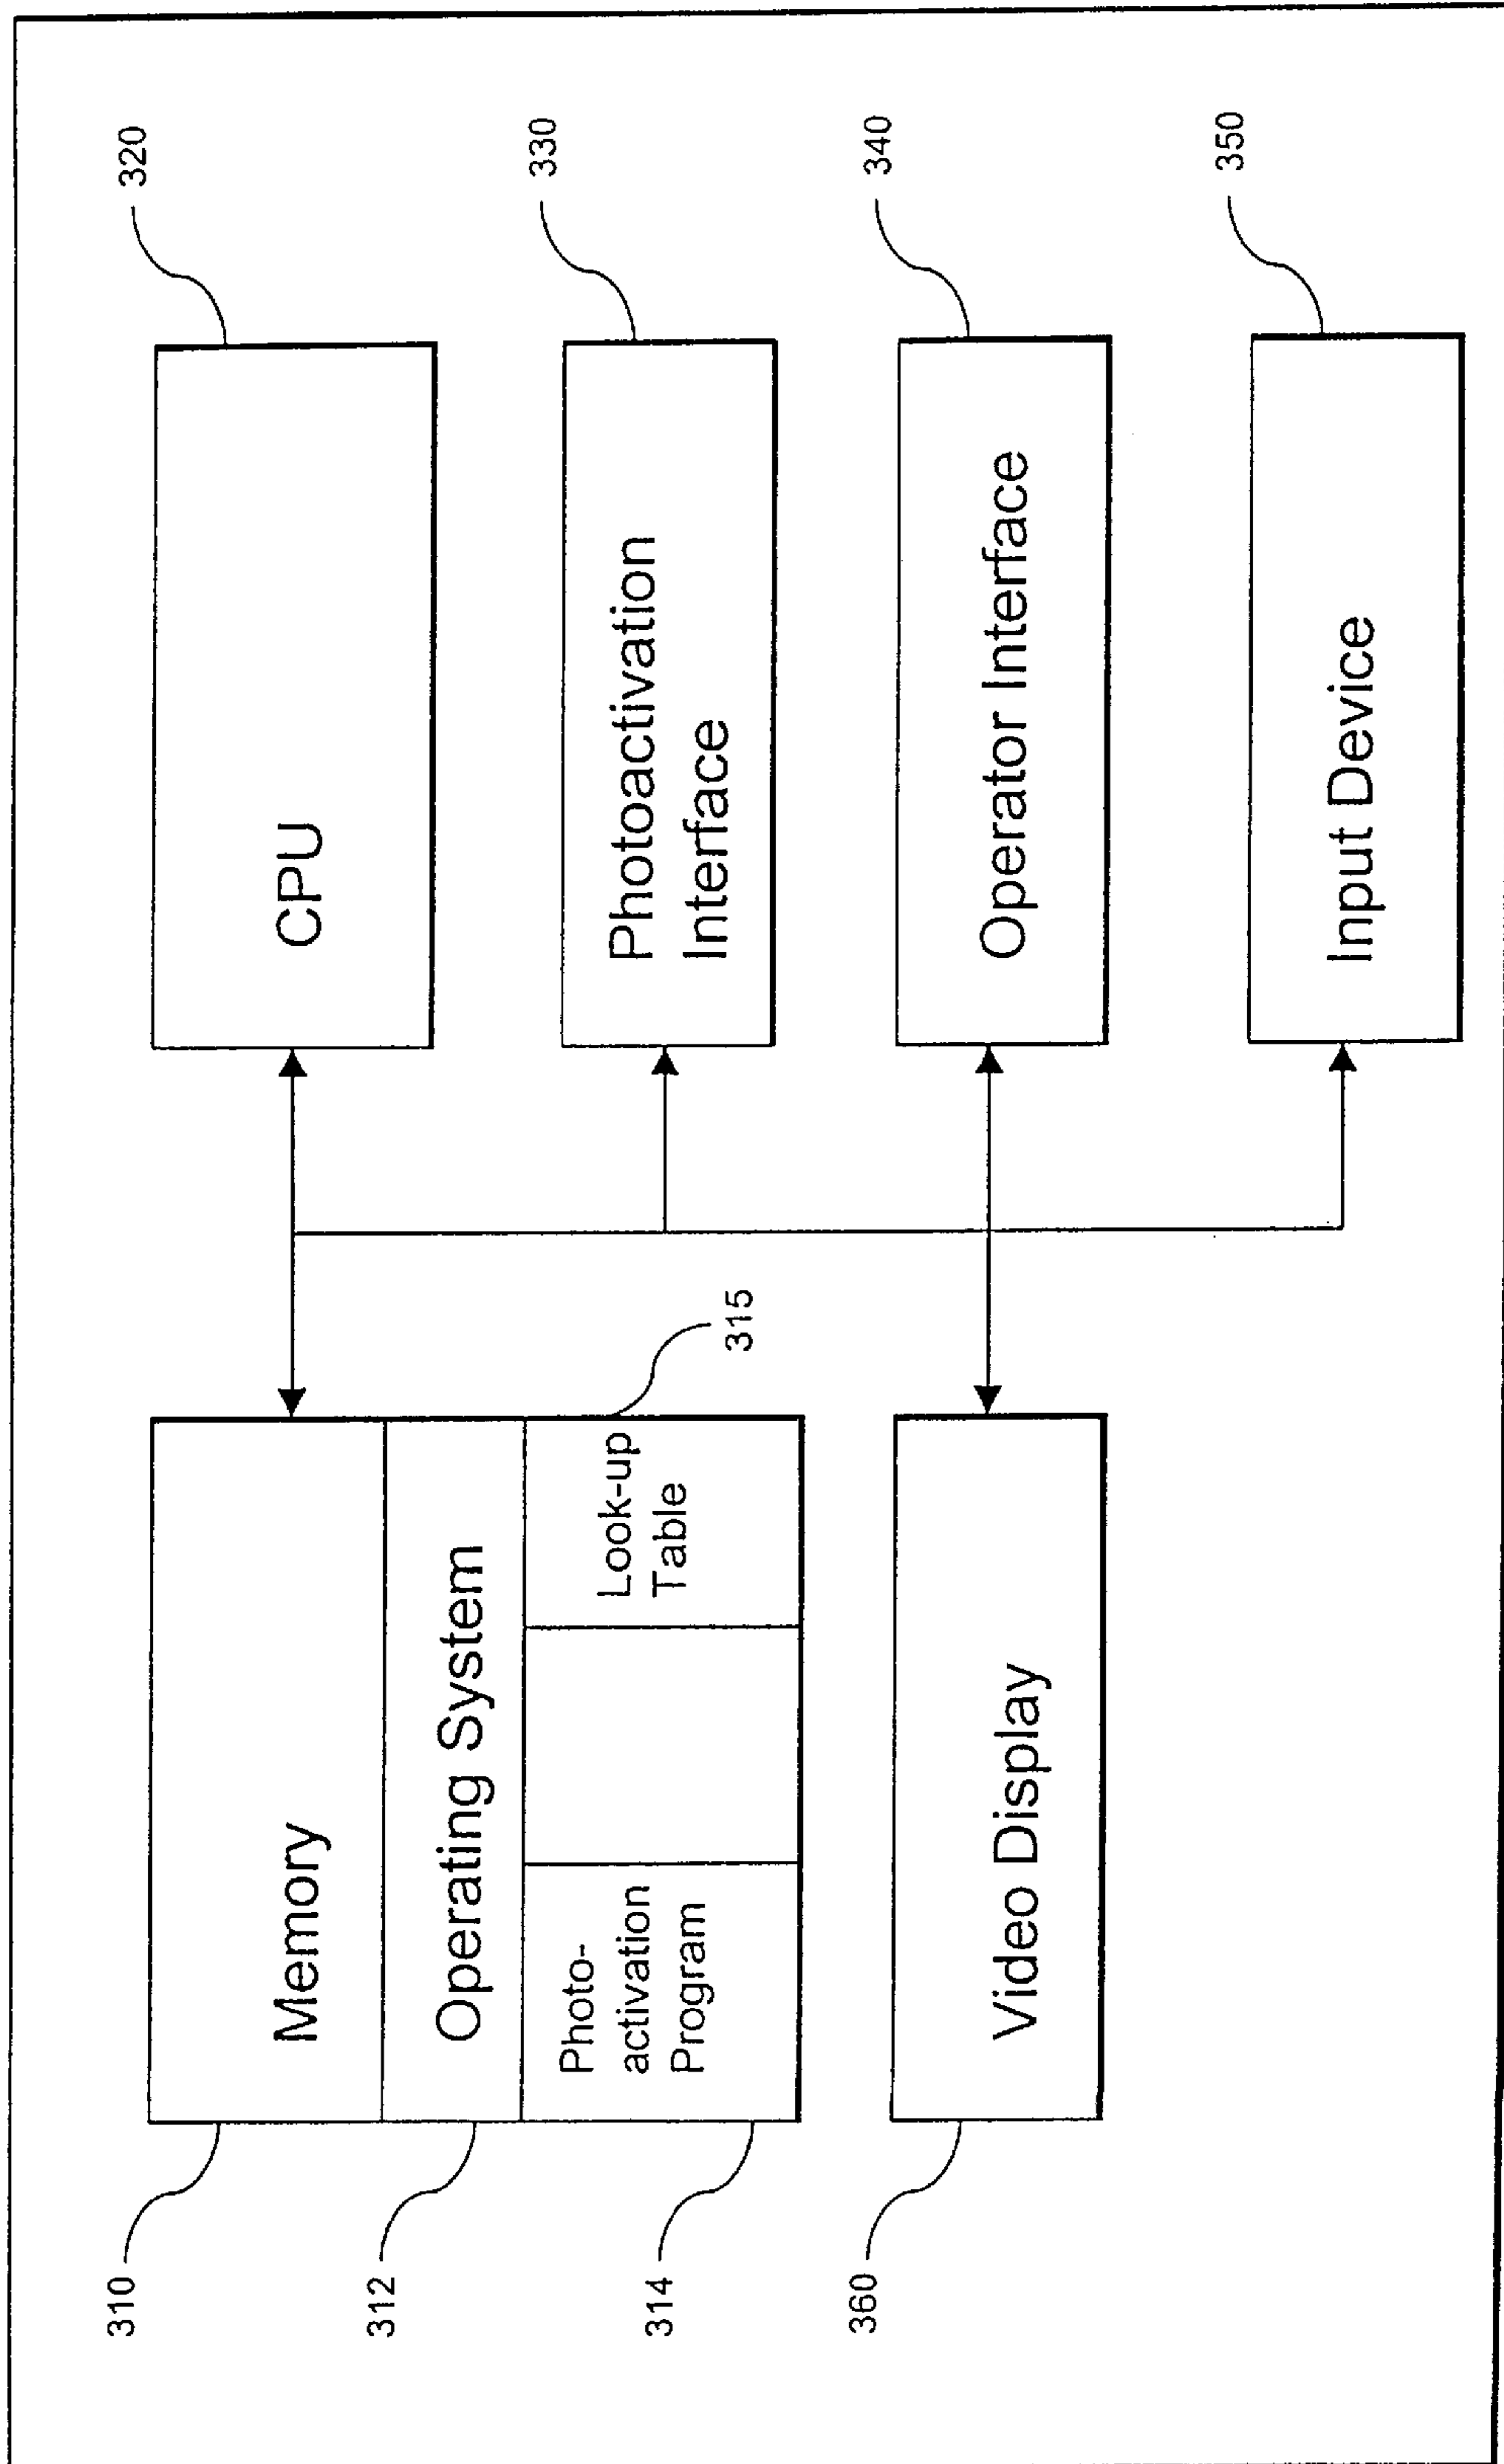 310
Memory
312
Operating System
314
Photo-
activation
Program
Look-up
Table
315
360
Video Display
CPU
320
Photoactivation
Interface
330
Operator Interface
340
Input Device
350